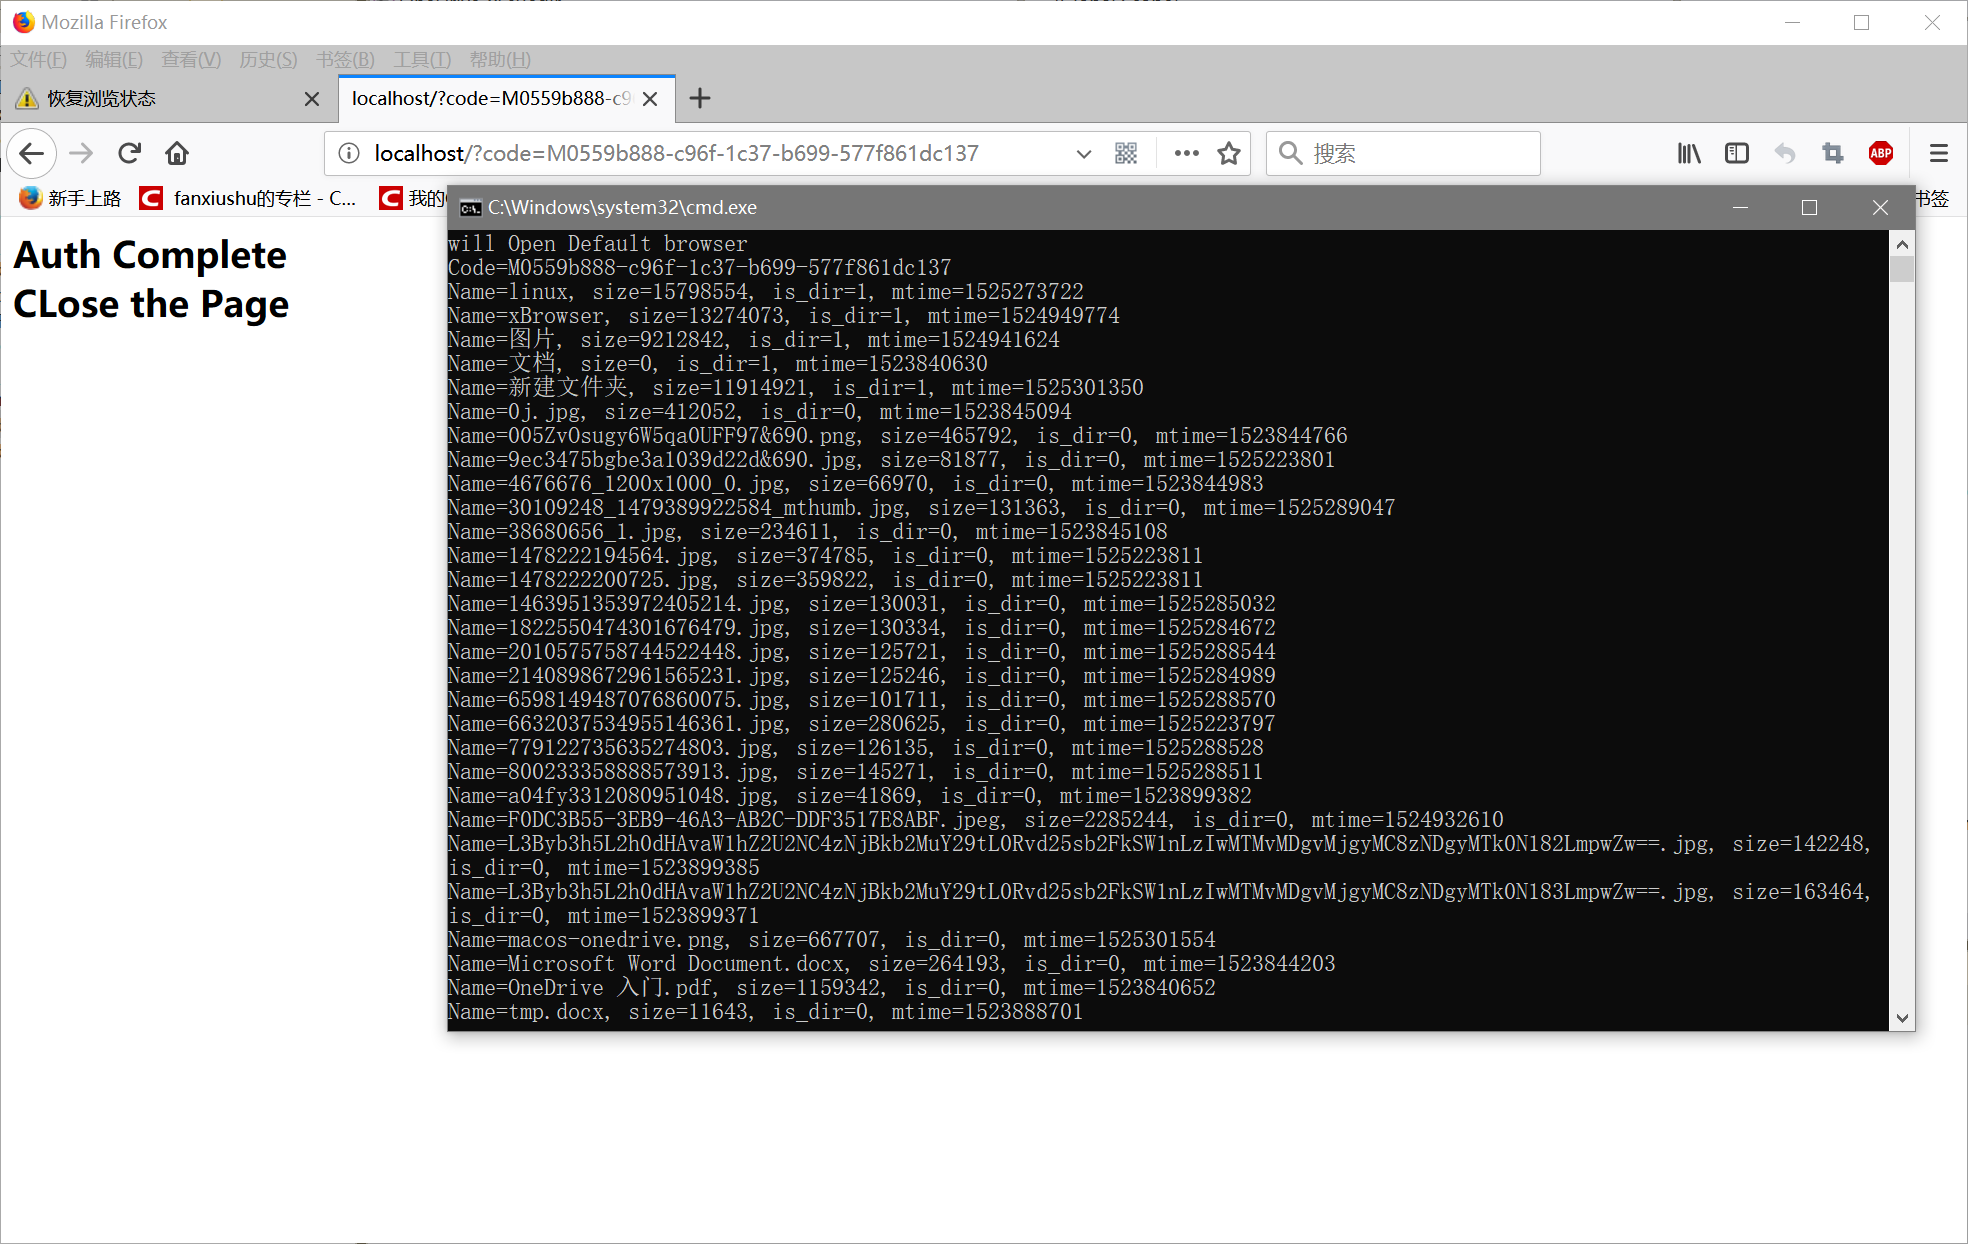 Mozilla Firefox
文件(F) 编辑(E) 查看(V) 历史(S) 书签(B) 工具(T) 帮助(H)
恢复浏览状态
localhost/?code=M0559b888-c9
localhost/?code=M0559b888-c96f-1c37-b699-577f861dc137
搜索
ABP
新手上路
fanxiushu的专栏 - C...
我的
书签
Auth Complete
CLose the Page
C:\Windows\system32\cmd.exe
will Open Default browser
Code=M0559b888-c96f-1c37-b699-577f861dc137
Name=linux, size=15798554, is_dir=1, mtime=1525273722
Name=xBrowser, size=13274073, is_dir=1, mtime=1524949774
Name=图片, size=9212842, is_dir=1, mtime=1524941624
Name=文档, size=0, is_dir=1, mtime=1523840630
Name=新建文件夹, size=11914921, is_dir=1, mtime=1525301350
Name=0j.jpg, size=412052, is_dir=0, mtime=1523845094
Name=005ZvOsugy6W5qa0UFF97&690.png, size=465792, is_dir=0, mtime=1523844766
Name=9ec3475bgbe3a1039d22d&690.jpg, size=81877, is_dir=0, mtime=1525223801
Name=4676676_1200x1000_0.jpg, size=66970, is_dir=0, mtime=1523844983
Name=30109248_1479389922584_mthumb.jpg, size=131363, is_dir=0, mtime=1525289047
Name=38680656_1.jpg, size=234611, is_dir=0, mtime=1523845108
Name=1478222194564.jpg, size=374785, is_dir=0, mtime=1525223811
Name=1478222200725.jpg, size=359822, is_dir=0, mtime=1525223811
Name=1463951353972405214.jpg, size=130031, is_dir=0, mtime=1525285032
Name=1822550474301676479.jpg, size=130334, is_dir=0, mtime=1525284672
Name=2010575758744522448.jpg, size=125721, is_dir=0, mtime=1525288544
Name=2140898672961565231.jpg, size=125246, is_dir=0, mtime=1525284989
Name=6598149487076860075.jpg, size=101711, is_dir=0, mtime=1525288570
Name=6632037534955146361.jpg, size=280625, is_dir=0, mtime=1525223797
Name=779122735635274803.jpg, size=126135, is_dir=0, mtime=1525288528
Name=800233358888573913.jpg, size=145271, is_dir=0, mtime=1525288511
Name=a04fy3312080951048.jpg, size=41869, is_dir=0, mtime=1523899382
Name=F0DC3B55-3EB9-46A3-AB2C-DDF3517E8ABF.jpeg, size=2285244, is_dir=0, mtime=1524932610
Name=L3Byb3h5L2h0dHAvaW1hZ2U2NC4zNjBkb2MuY29tL0Rvd25sb2FkSW1nLzIwMTMvMDgvMjgyMC8zNDgyMTk0N182LmpwZw==.jpg, size=142248,
is_dir=0, mtime=1523899385
Name=L3Byb3h5L2h0dHAvaW1hZ2U2NC4zNjBkb2MuY29tL0Rvd25sb2FkSW1nLzIwMTMvMDgvMjgyMC8zNDgyMTk0N183LmpwZw==.jpg, size=163464,
is_dir=0, mtime=1523899371
Name=macos-onedrive.png, size=667707, is_dir=0, mtime=1525301554
Name=Microsoft Word Document.docx, size=264193, is_dir=0, mtime=1523844203
Name=OneDrive 入门.pdf, size=1159342, is_dir=0, mtime=1523840652
Name=tmp.docx, size=11643, is_dir=0, mtime=1523888701